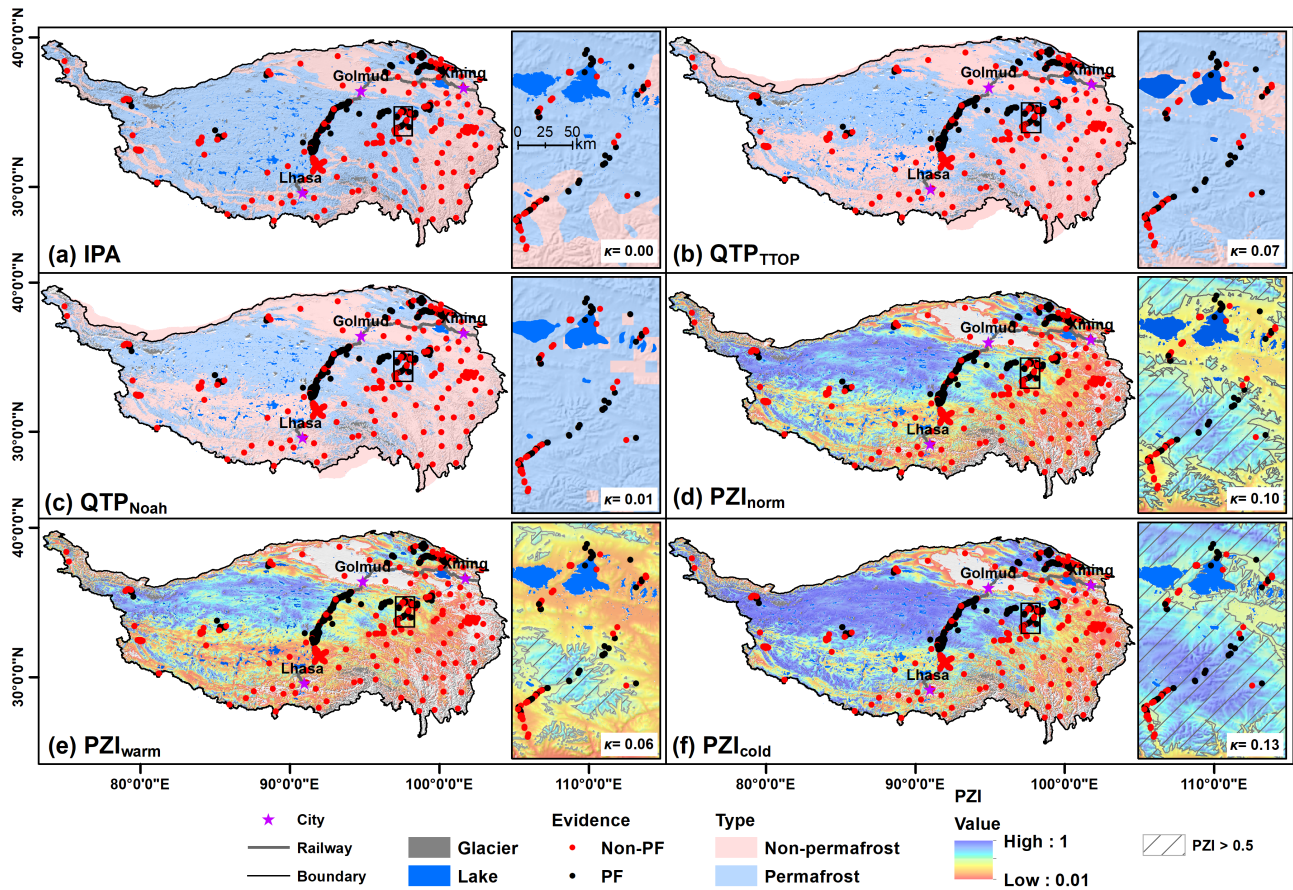 40°0'0"N
30°0'0"N
Golmud
Xining
Lhasa
(a) IPA
0 25 50
km
κ= 0.00
Golmud
Xining
Lhasa
(b) QTPTTOP
κ= 0.07
40°0'0"N
30°0'0"N
Golmud
Xining
Lhasa
(c) QTPNoah
κ= 0.01
Golmud
Xining
Lhasa
(d) PZInorm
κ= 0.10
40°0'0"N
30°0'0"N
Golmud
Xining
Lhasa
(e) PZIwarm
κ= 0.06
Golmud
Xining
Lhasa
(f) PZIcold
κ= 0.13
80°0'0"E 90°0'0"E 100°0'0"E 110°0'0"E 80°0'0"E 90°0'0"E 100°0'0"E 110°0'0"E
City
Railway
Boundary
Glacier
Lake
Evidence
Non-PF
PF
Type
Non-permafrost
Permafrost
PZI
Value
High : 1
Low : 0.01
PZI > 0.5